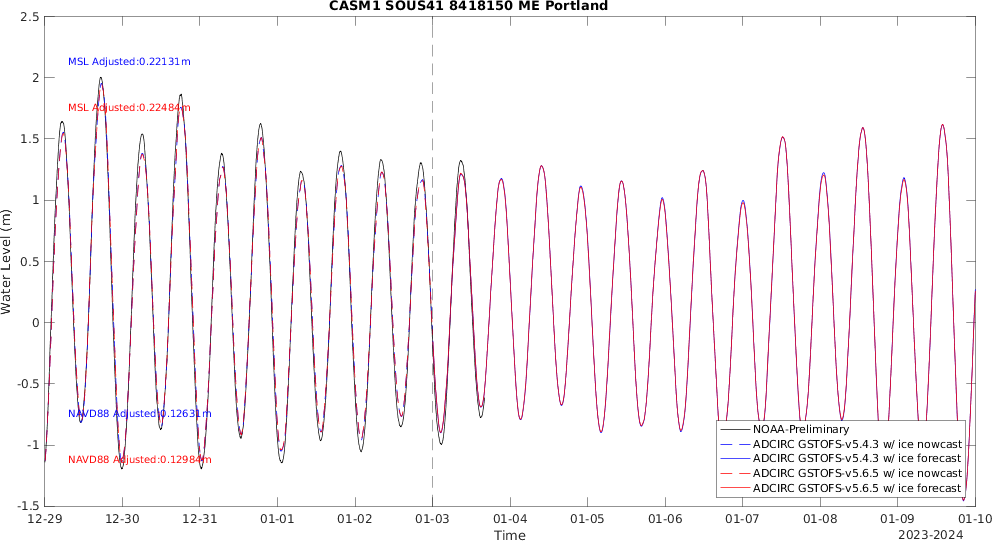 CASM1 SOUS41 8418150 ME Portland
2.5
2
1.5
1
0.5
0
-0.5
-1
-1.5
Water Level (m)
MSL Adjusted:0.22131m
MSL Adjusted:0.22484m
NAVD88 Adjusted:0.12631m
NAVD88 Adjusted:0.12984m
NOAA-Preliminary
ADCIRC GSTOFS-v5.4.3 w/ ice nowcast
ADCIRC GSTOFS-v5.4.3 w/ ice forecast
ADCIRC GSTOFS-v5.6.5 w/ ice nowcast
ADCIRC GSTOFS-v5.6.5 w/ ice forecast
12-29 12-30 12-31 01-01 01-02 01-03 01-04 01-05 01-06 01-07 01-08 01-09 01-10
Time
2023-2024